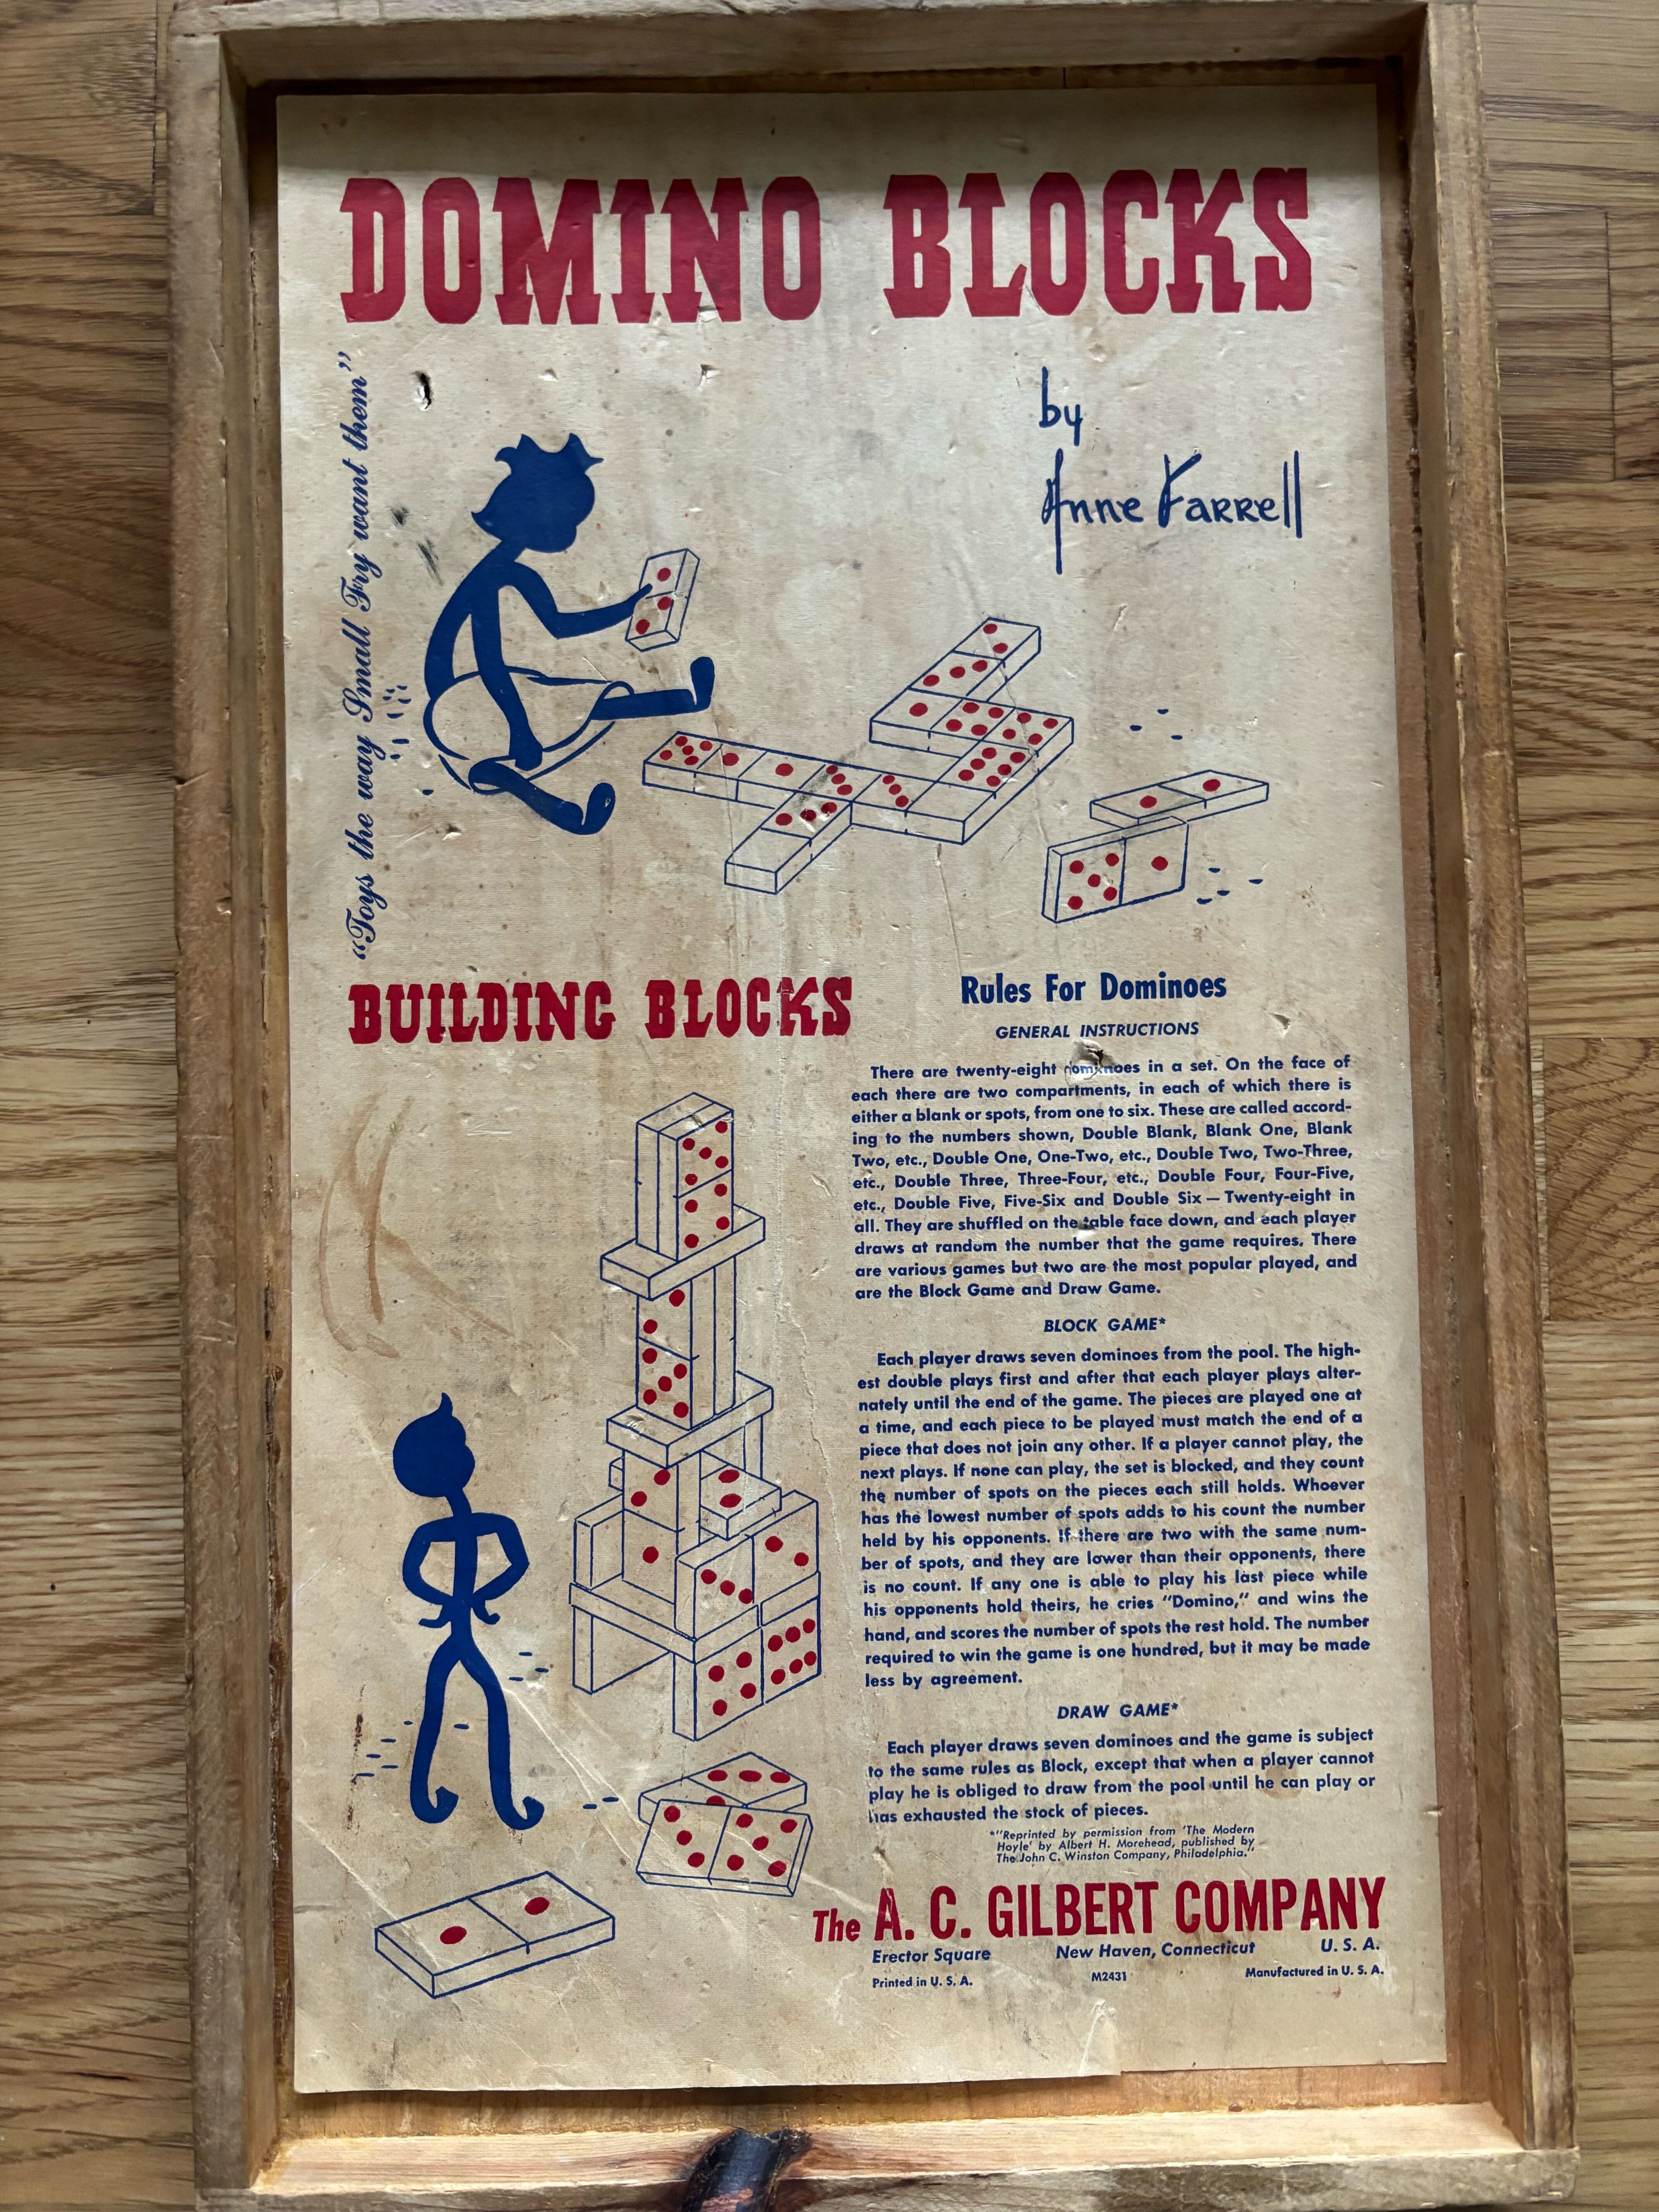 DOMINO BLOCKS
"Toys the way Small Fry want them"
by
Anne Farrell
BUILDING BLOCKS
Rules For Dominoes
GENERAL INSTRUCTIONS
There are twenty-eight dominoes in a set. On the face of
each there are two compartments, in each of which there is
either a blank or spots, from one to six. These are called accord-
ing to the numbers shown, Double Blank, Blank One, Blank
Two, etc., Double One, One-Two, etc., Double Two, Two-Three,
etc., Double Three, Three-Four, etc., Double Four, Four-Five,
etc., Double Five, Five-Six and Double Six — Twenty-eight in
all. They are shuffled on the table face down, and each player
draws at random the number that the game requires. There
are various games but two are the most popular played, and
are the Block Game and Draw Game.
BLOCK GAME*
Each player draws seven dominoes from the pool. The high-
est double plays first and after that each player plays alter-
nately until the end of the game. The pieces are played one at
a time, and each piece to be played must match the end of a
piece that does not join any other. If a player cannot play, the
next plays. If none can play, the set is blocked, and they count
the number of spots on the pieces each still holds. Whoever
has the lowest number of spots adds to his count the number
held by his opponents. If there are two with the same num-
ber of spots, and they are lower than their opponents, there
is no count. If any one is able to play his last piece while
his opponents hold theirs, he cries "Domino," and wins the
hand, and scores the number of spots the rest hold. The number
required to win the game is one hundred, but it may be made
less by agreement.
DRAW GAME*
Each player draws seven dominoes and the game is subject
to the same rules as Block, except that when a player cannot
play he is obliged to draw from the pool until he can play or
has exhausted the stock of pieces.
*"Reprinted by permission from 'The Modern
Hoyle' by Albert H. Morehead, published by
The John C. Winston Company, Philadelphia."
The A. C. GILBERT COMPANY
Erector Square New Haven, Connecticut U. S. A.
Printed in U. S. A. M2431 Manufactured in U. S. A.